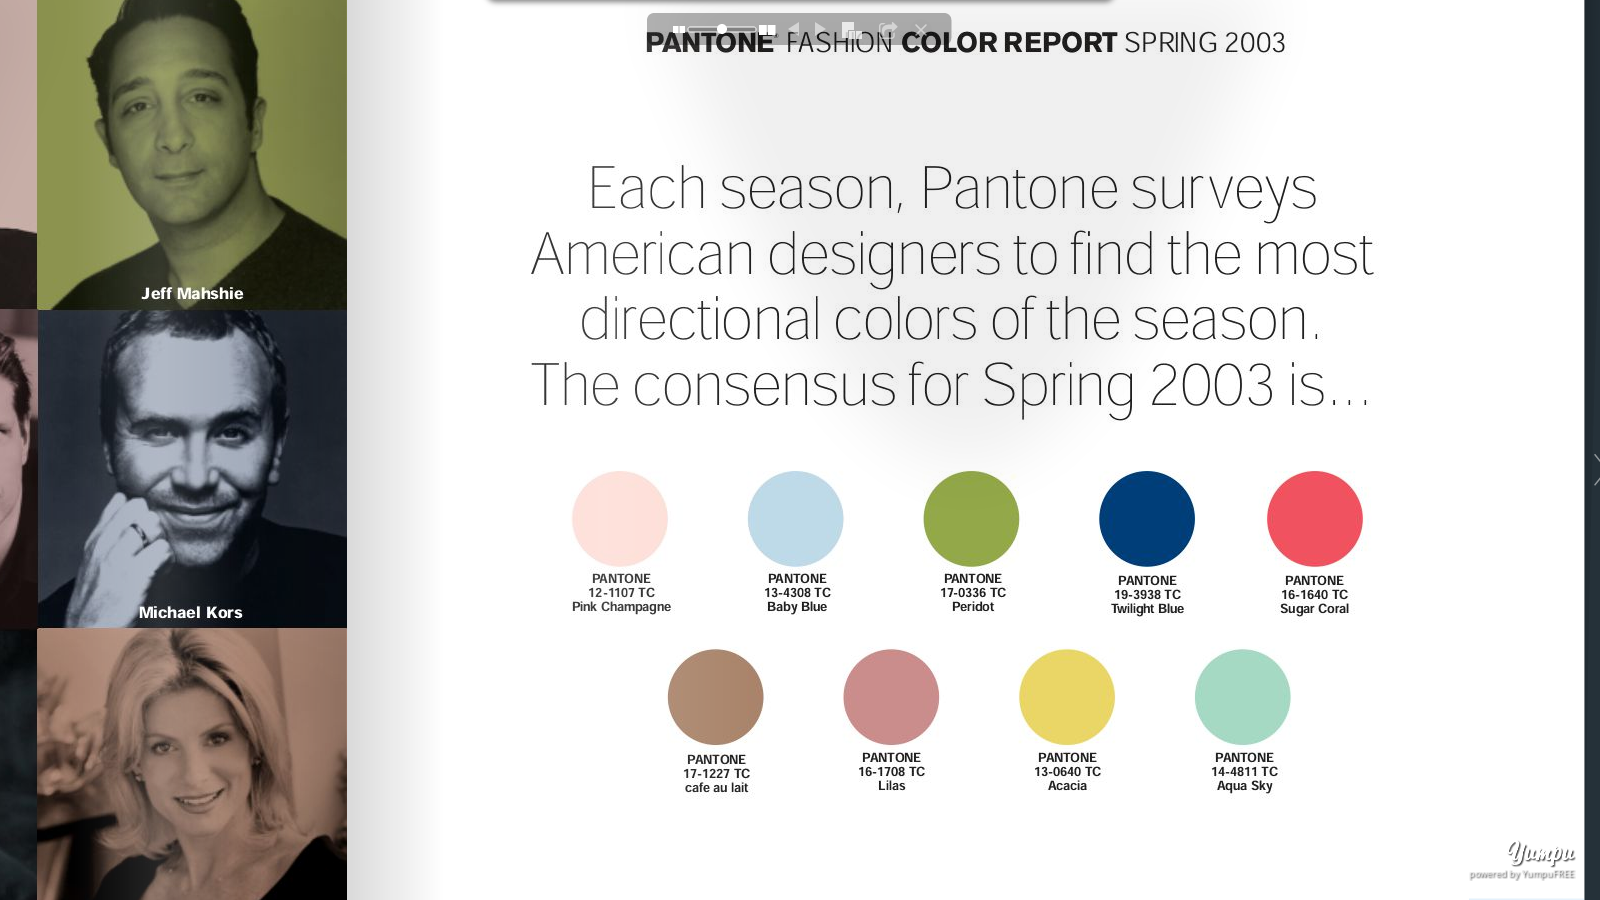 PANTONE FASHION COLOR REPORT SPRING 2003
Jeff Mahshie
Michael Kors
Each season, Pantone surveys
American designers to find the most
directional colors of the season.
The consensus for Spring 2003 is...
PANTONE
12-1107 TC
Pink Champagne
PANTONE
13-4308 TC
Baby Blue
PANTONE
17-0336 TC
Peridot
PANTONE
19-3938 TC
Twilight Blue
PANTONE
16-1640 TC
Sugar Coral
PANTONE
17-1227 TC
cafe au lait
PANTONE
16-1708 TC
Lilas
PANTONE
13-0640 TC
Acacia
PANTONE
14-4811 TC
Aqua Sky
Yumpu
powered by YumpuFREE